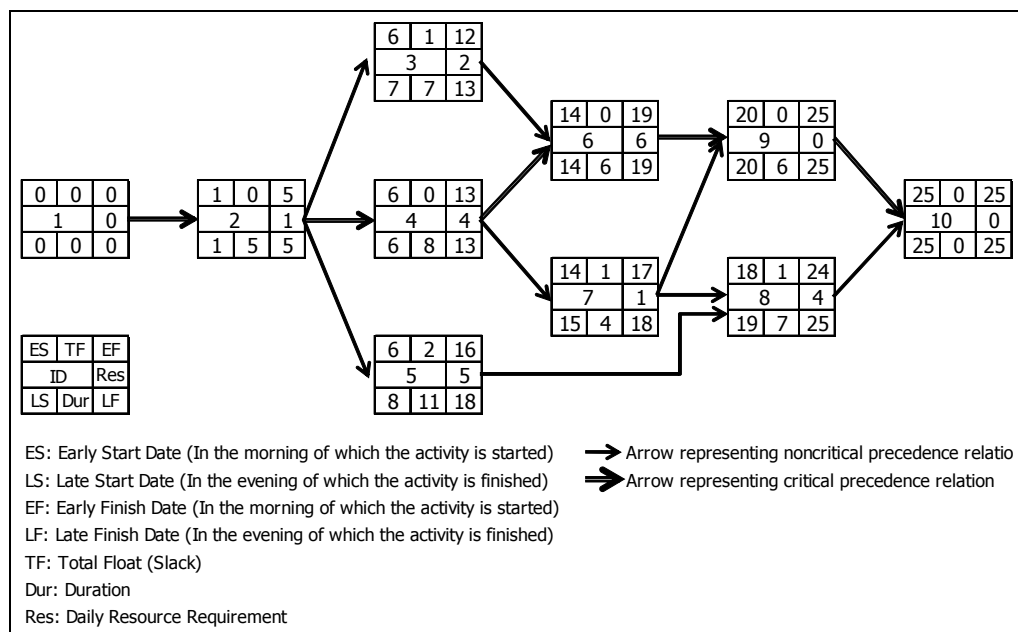 6 1 12
3 2
7 7 13
14 0 19
6 6
14 6 19
20 0 25
9 0
20 6 25
0 0 0
1 0
0 0 0
1 0 5
2 1
1 5 5
6 0 13
4 4
6 8 13
25 0 25
10 0
25 0 25
14 1 17
7 1
15 4 18
18 1 24
8 4
19 7 25
6 2 16
5 5
8 11 18
ES TF EF
ID Res
LS Dur LF
ES: Early Start Date (In the morning of which the activity is started)
LS: Late Start Date (In the evening of which the activity is finished)
EF: Early Finish Date (In the morning of which the activity is started)
LF: Late Finish Date (In the evening of which the activity is finished)
TF: Total Float (Slack)
Dur: Duration
Res: Daily Resource Requirement
Arrow representing noncritical precedence relatio
Arrow representing critical precedence relation